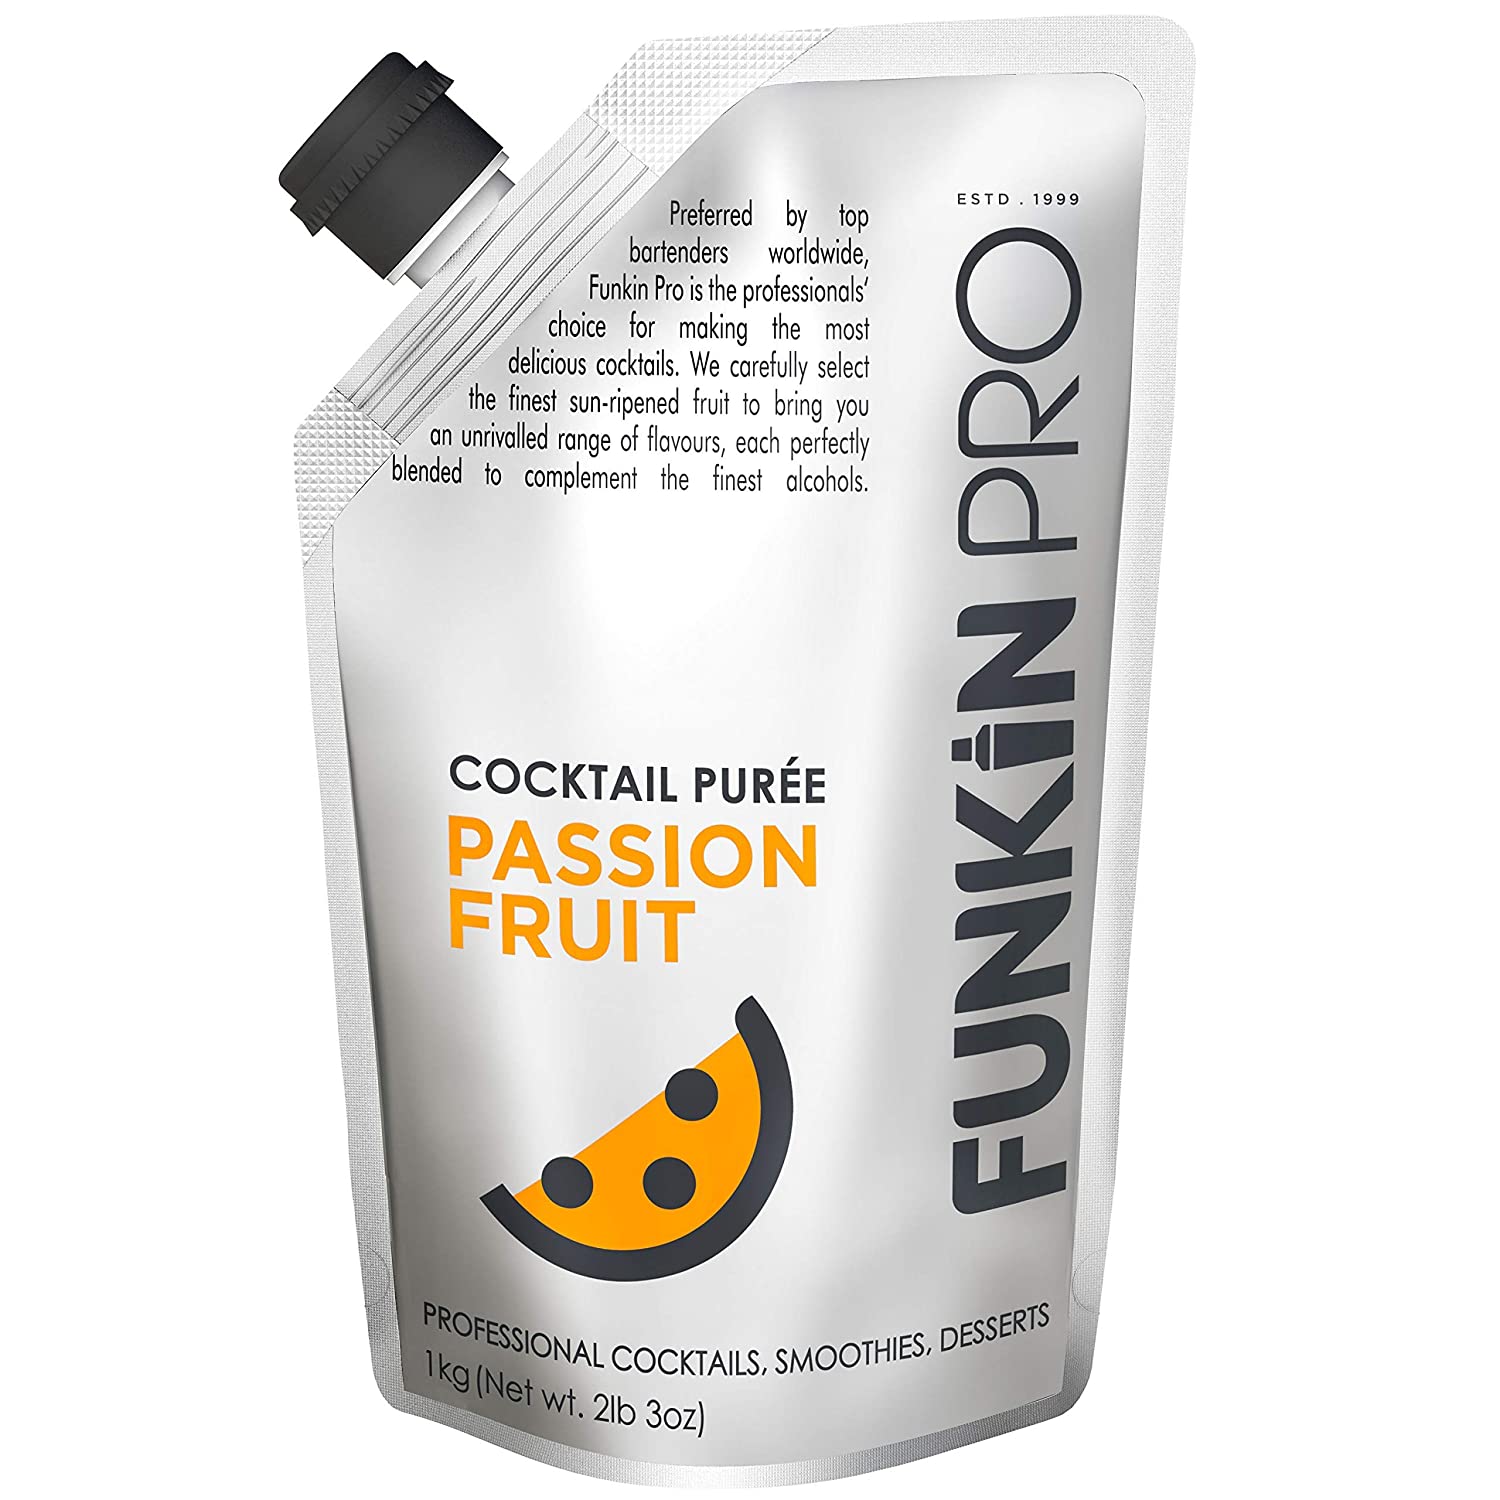 Preferred by top
bartenders worldwide,
Funkin Pro is the professionals'
choice for making the most
delicious cocktails. We carefully select
the finest sun-ripened fruit to bring you
an unrivalled range of flavours, each perfectly
blended to complement the finest alcohols.
ESTD . 1999
FUNKIN PRO
COCKTAIL PURÉE
PASSION
FRUIT
PROFESSIONAL COCKTAILS, SMOOTHIES, DESSERTS
1kg (Net wt. 2lb 3oz)